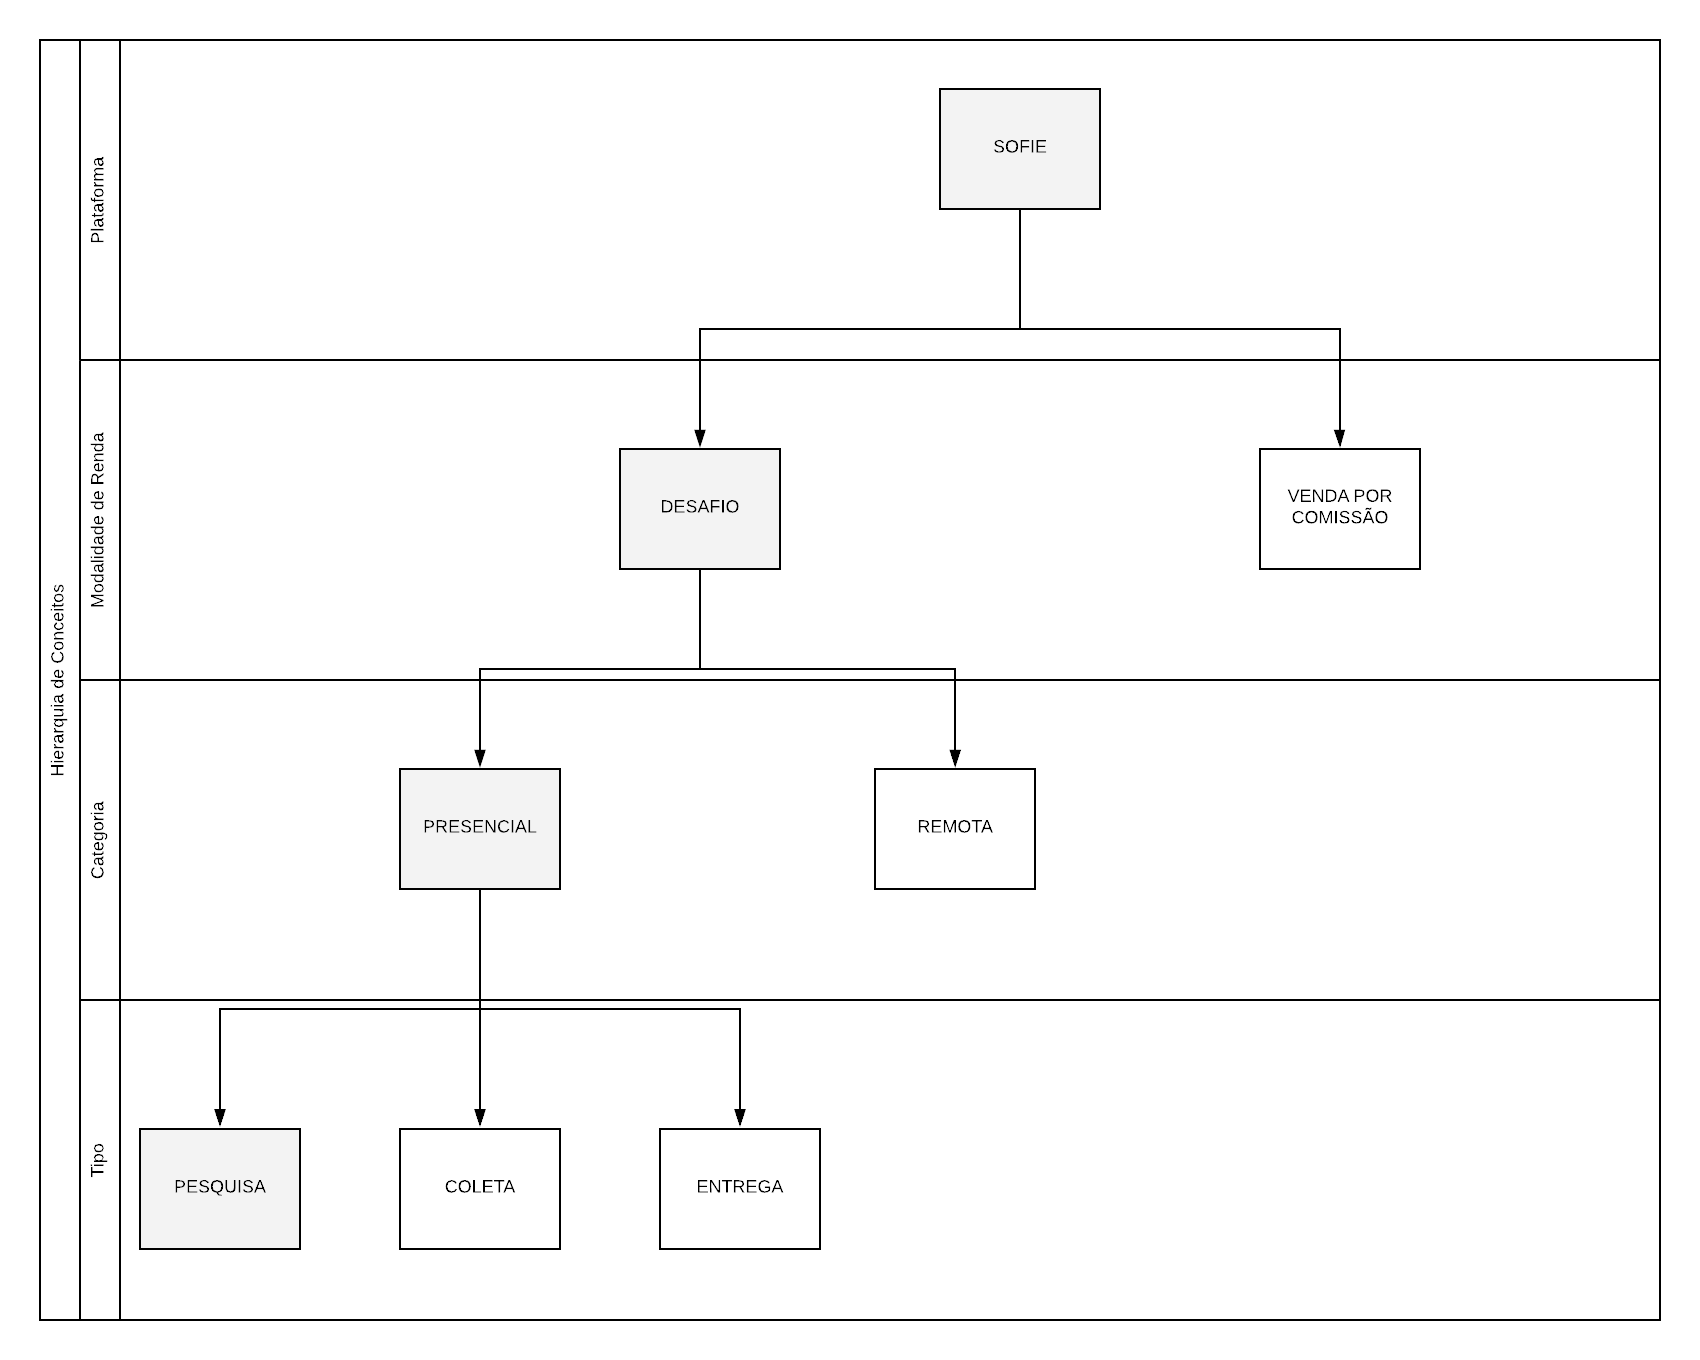 Hierarquia de Conceitos
Plataforma
SOFIE
Modalidade de Renda
DESAFIO
VENDA POR
COMISSÃO
Categoria
PRESENCIAL
REMOTA
Tipo
PESQUISA
COLETA
ENTREGA